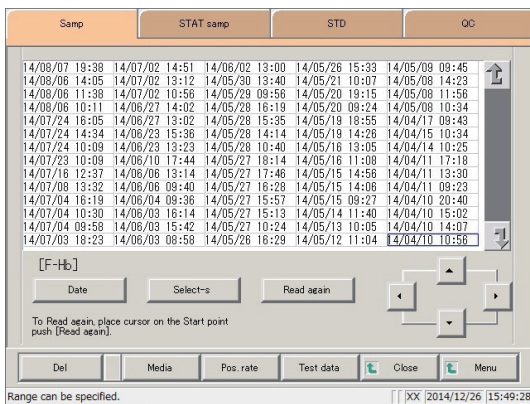 Samp STAT samp STD QC
14/08/07 19:38 14/07/02 14:51 14/06/02 13:00 14/05/26 15:33 14/05/09 09:45
14/08/06 14:05 14/07/02 13:12 14/05/30 13:40 14/05/21 10:07 14/05/08 14:23
14/08/06 11:38 14/07/02 10:56 14/05/29 09:56 14/05/20 19:15 14/05/08 11:56
14/08/06 10:11 14/06/27 14:02 14/05/28 16:19 14/05/20 09:24 14/05/08 10:34
14/07/24 16:05 14/06/27 13:02 14/05/28 15:35 14/05/19 18:55 14/04/17 09:43
14/07/24 14:34 14/06/23 15:36 14/05/28 14:14 14/05/19 14:26 14/04/15 10:34
14/07/24 10:09 14/06/23 13:23 14/05/28 10:40 14/05/16 13:05 14/04/14 10:25
14/07/23 10:09 14/06/10 17:44 14/05/27 18:14 14/05/16 11:08 14/04/11 17:18
14/07/16 12:37 14/06/06 13:14 14/05/27 17:46 14/05/15 14:56 14/04/11 13:30
14/07/08 13:32 14/06/06 09:40 14/05/27 16:28 14/05/15 14:06 14/04/11 09:23
14/07/04 16:19 14/06/04 09:36 14/05/27 15:57 14/05/15 09:27 14/04/10 20:40
14/07/04 10:30 14/06/03 16:14 14/05/27 15:13 14/05/14 11:40 14/04/10 15:02
14/07/04 09:58 14/06/03 15:42 14/05/27 10:24 14/05/13 10:05 14/04/10 14:07
14/07/03 18:23 14/06/03 08:58 14/05/26 16:29 14/05/12 11:04 14/04/10 10:56
[F-Hb]
Date Select-s Read again
To Read again, place cursor on the Start point
push [Read again].
Del Media Pos. rate Test data Close Menu
Range can be specified. XX 2014/12/26 15:49:28